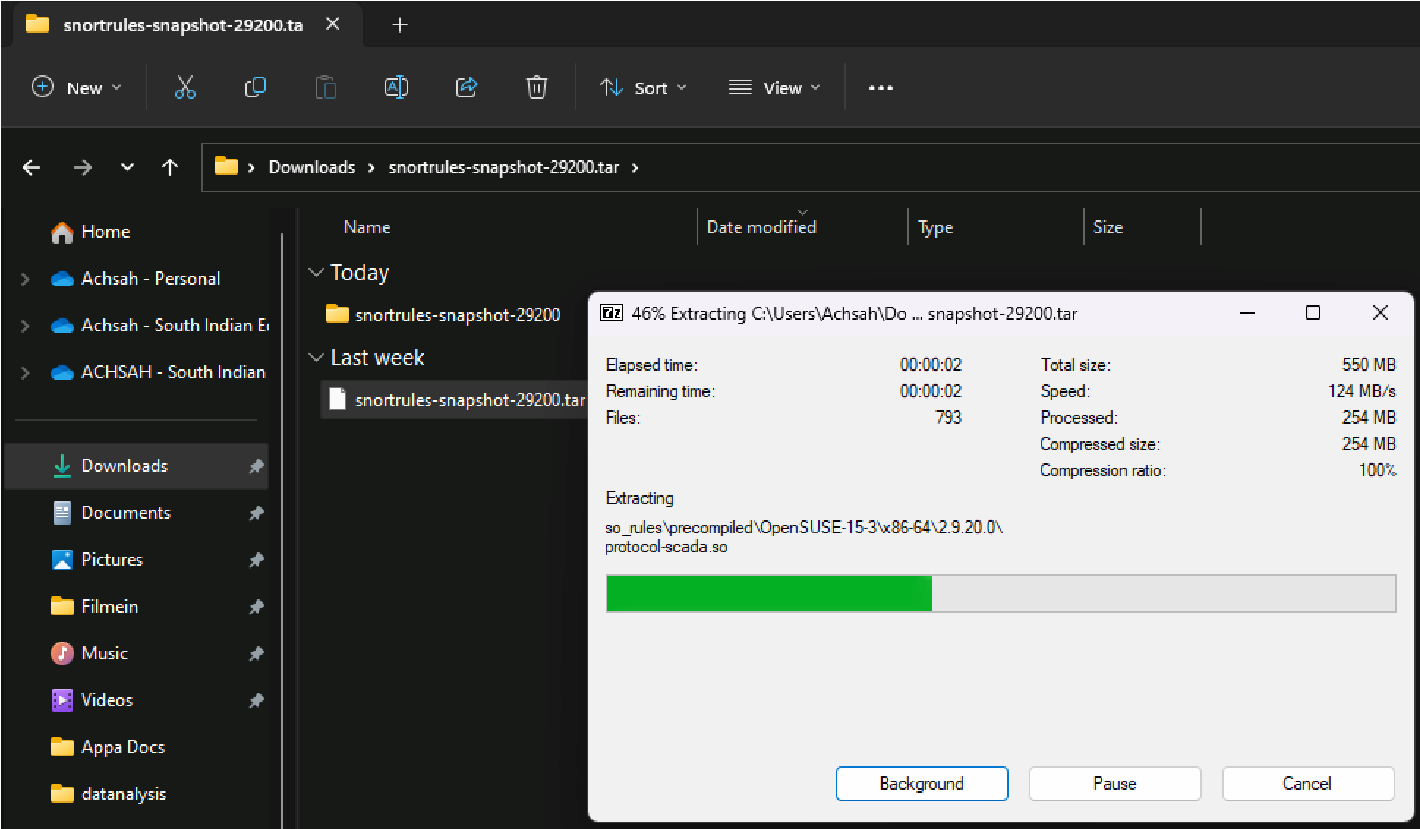 snortrules-snapshot-29200.ta
New
Sort
View
Downloads
snortrules-snapshot-29200.tar
Name
Date modified
Type
Size
Home
Achsah - Personal
Achsah - South Indian E
ACHSAH - South Indian
Downloads
Documents
Pictures
Filmein
Music
Videos
Appa Docs
datanalysis
Today
snortrules-snapshot-29200
Last week
snortrules-snapshot-29200.tar
7z 46% Extracting C:\Users\Achsah\Do ... snapshot-29200.tar
Elapsed time: 00:00:02 Total size: 550 MB
Remaining time: 00:00:02 Speed: 124 MB/s
Files: 793 Processed: 254 MB
Compressed size: 254 MB
Compression ratio: 100%
Extracting
so_rules\precompiled\OpenSUSE-15-3\x86-64\2.9.20.0\
protocol-scada.so
Background
Pause
Cancel